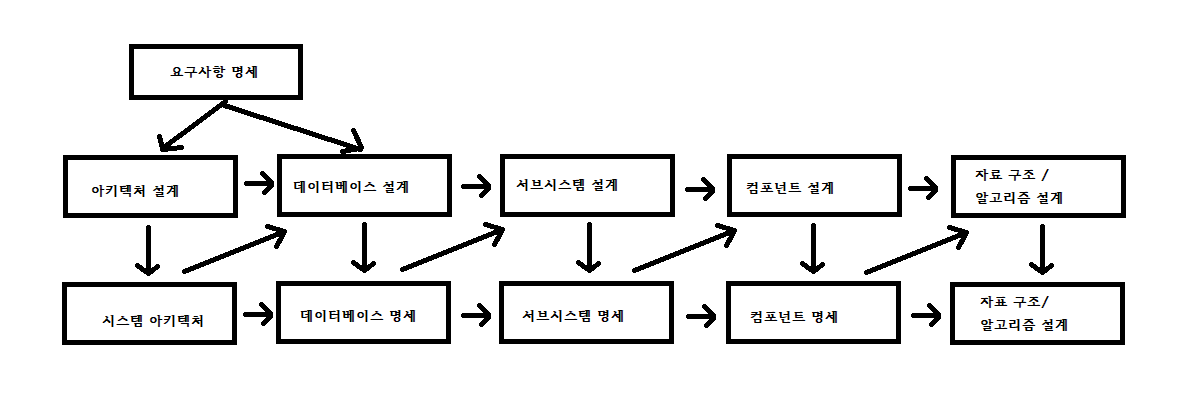 요구사항 명세
아키텍처 설계
데이터베이스 설계
서브시스템 설계
컴포넌트 설계
자료 구조 /
알고리즘 설계
시스템 아키텍처
데이터베이스 명세
서브시스템 명세
컴포넌트 명세
자표 구조/
알고리즘 설계